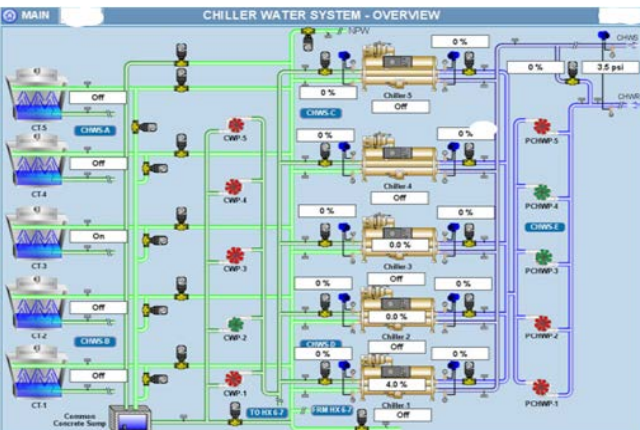 MAIN
CHILLER WATER SYSTEM - OVERVIEW
NPW
CHWS
0 %
0 %
3.5 psi
CHWR
Off
CT-5
CHWS-A
0 %
CHWS-C
Chiller-5
Off
CWP-5
PCHWP-5
0 %
0 %
Off
CT-4
CWP-4
Chiller-4
Off
PCHWP-4
CHWS-E
0 %
0 %
On
CT-3
CWP-3
0.0 %
Chiller-3
Off
PCHWP-3
0 %
0 %
Off
CT-2
CHWS-B
CWP-2
0.0 %
Chiller-2
Off
PCHWP-2
CHWS-D
0 %
0 %
Off
CT-1
CWP-1
4.0 %
Chiller-1
Off
PCHWP-1
Common
Concrete Sump
TO HX 6-7
FRM HX 6-7